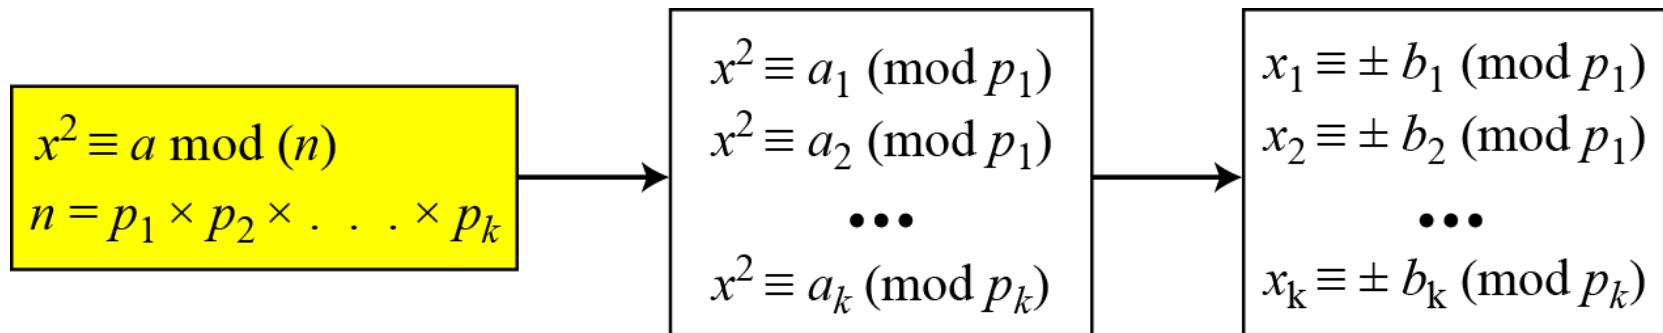 x² ≡ a mod (n)
n = p₁ × p₂ × . . . × pₖ
x² ≡ a₁ (mod p₁)
x² ≡ a₂ (mod p₁)
•••
x² ≡ aₖ (mod pₖ)
x₁ ≡ ± b₁ (mod p₁)
x₂ ≡ ± b₂ (mod p₁)
•••
xₖ ≡ ± bₖ (mod pₖ)